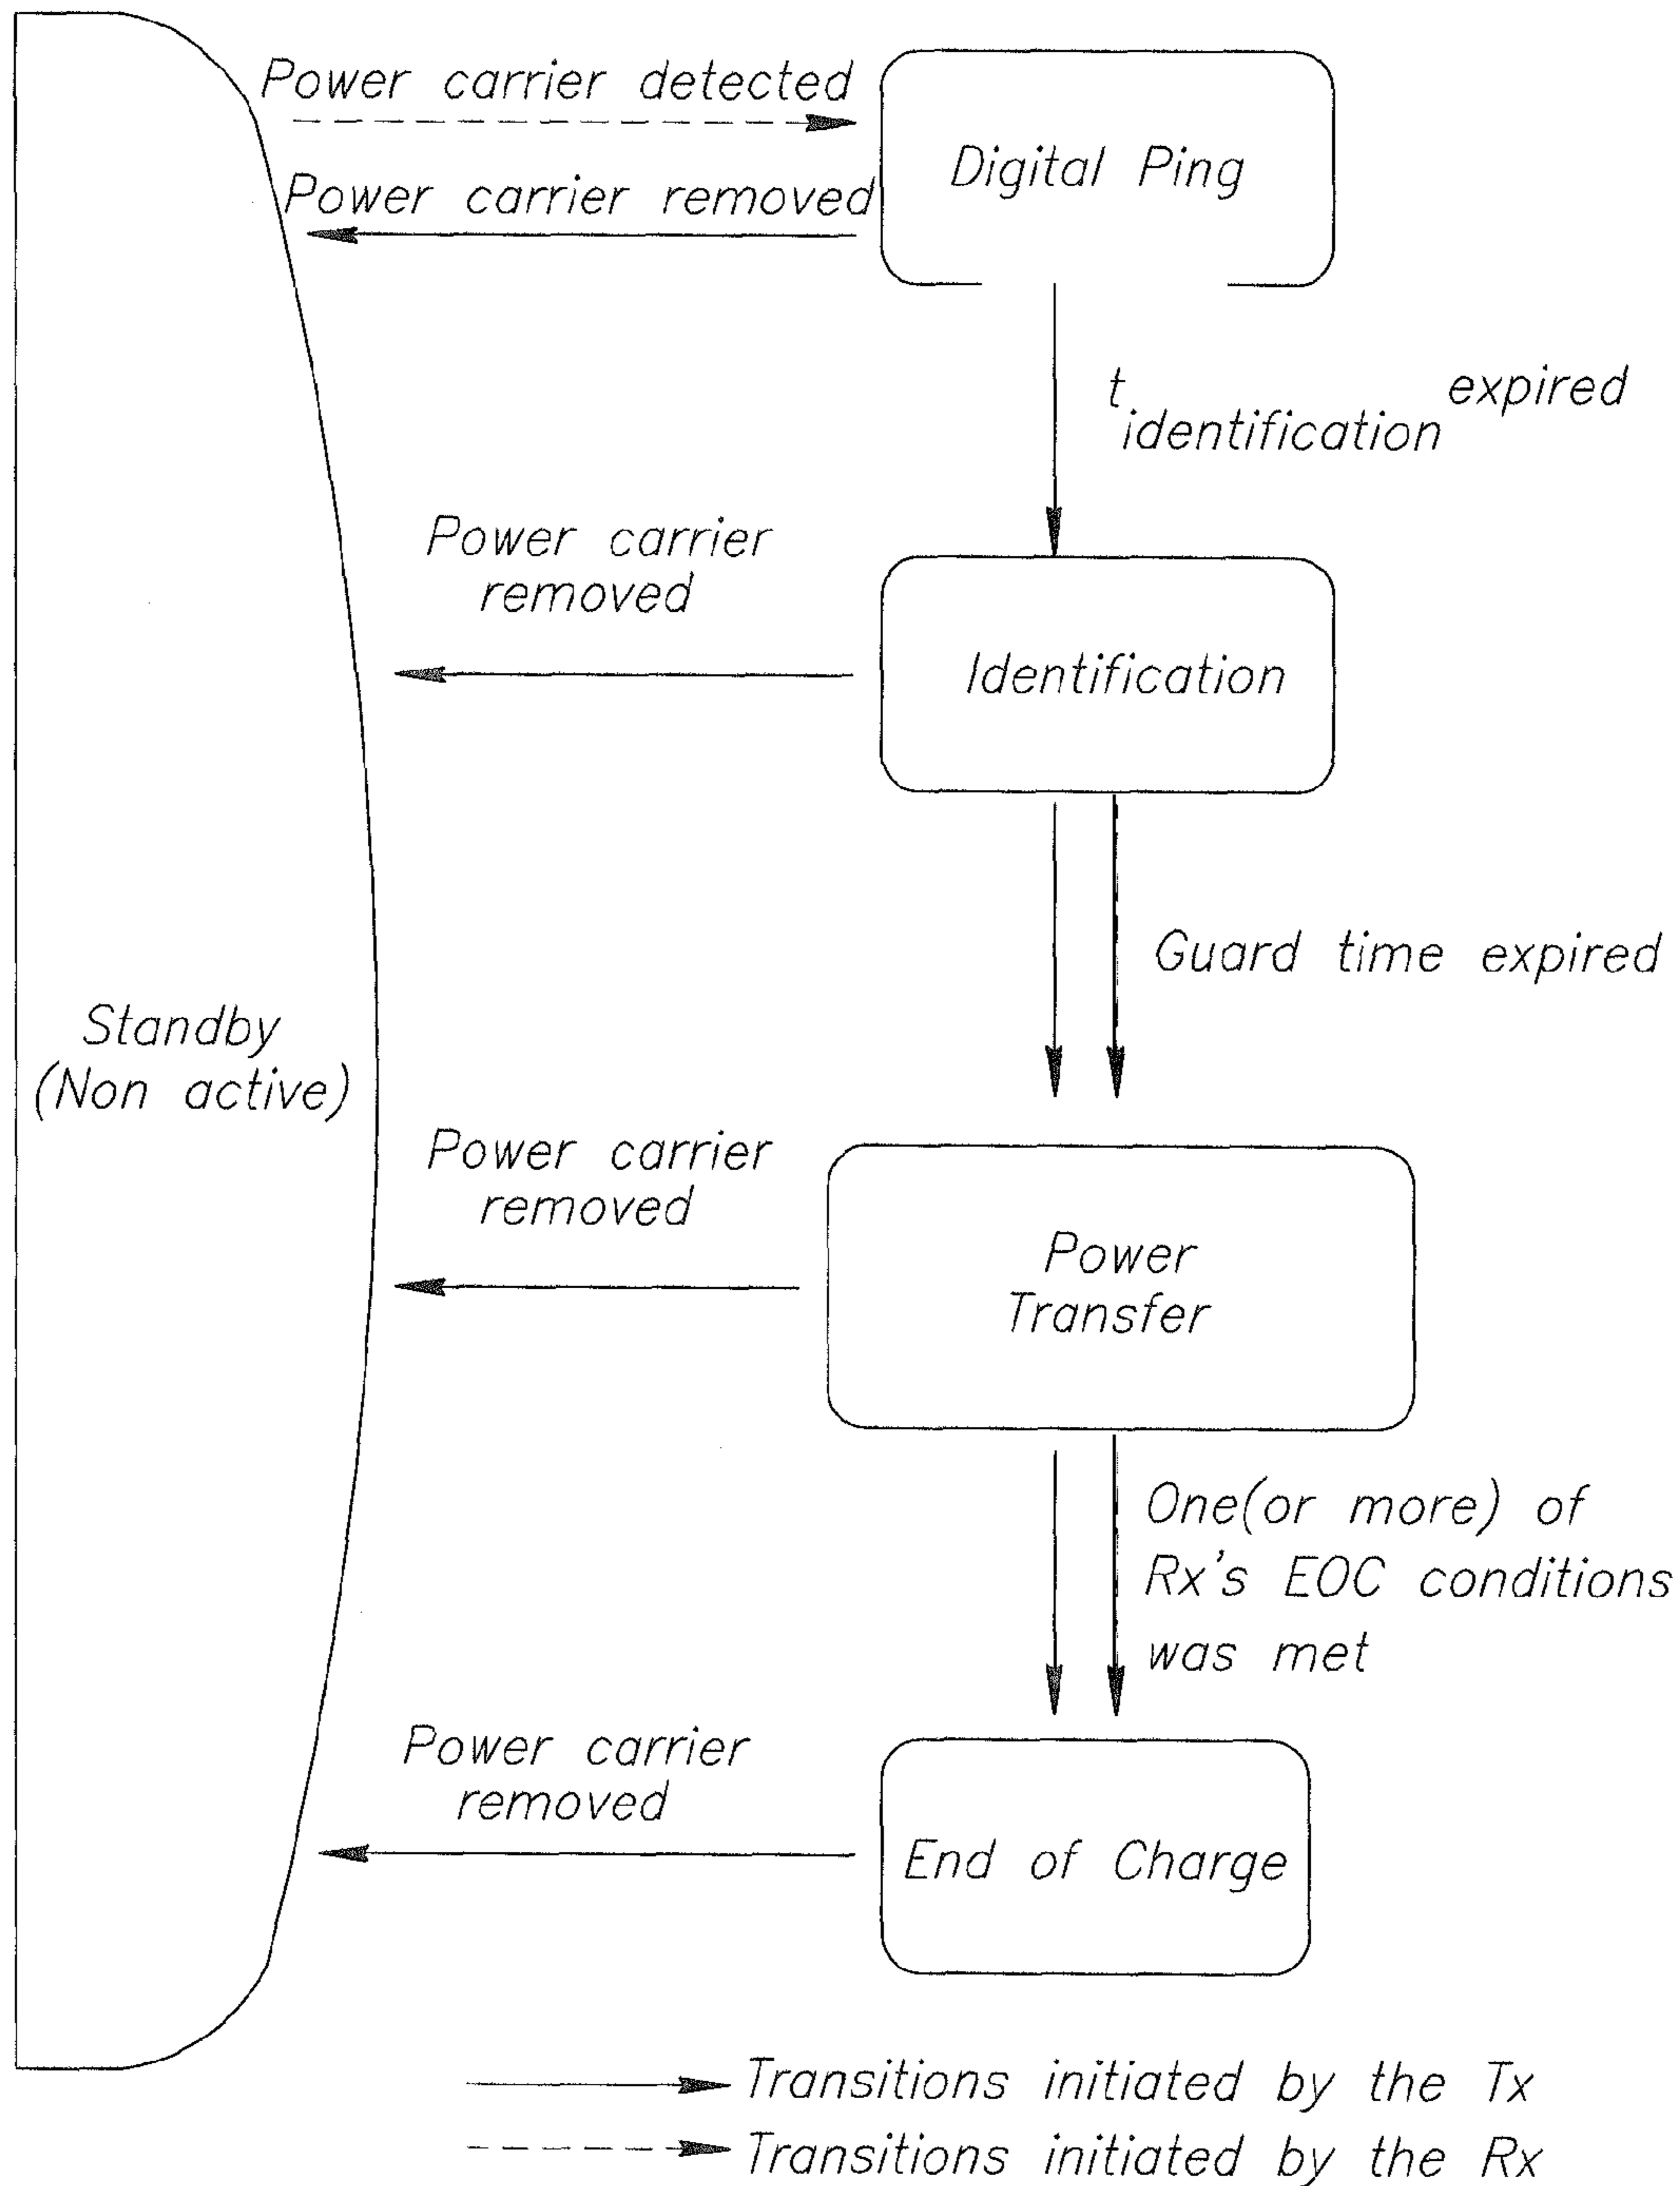 Power carrier detected
Power carrier removed
Digital Ping
t identification expired
Power carrier
removed
Identification
Guard time expired
Standby
(Non active)
Power carrier
removed
Power
Transfer
One(or more) of
Rx's EOC conditions
was met
Power carrier
removed
End of Charge
Transitions initiated by the Tx
Transitions initiated by the Rx